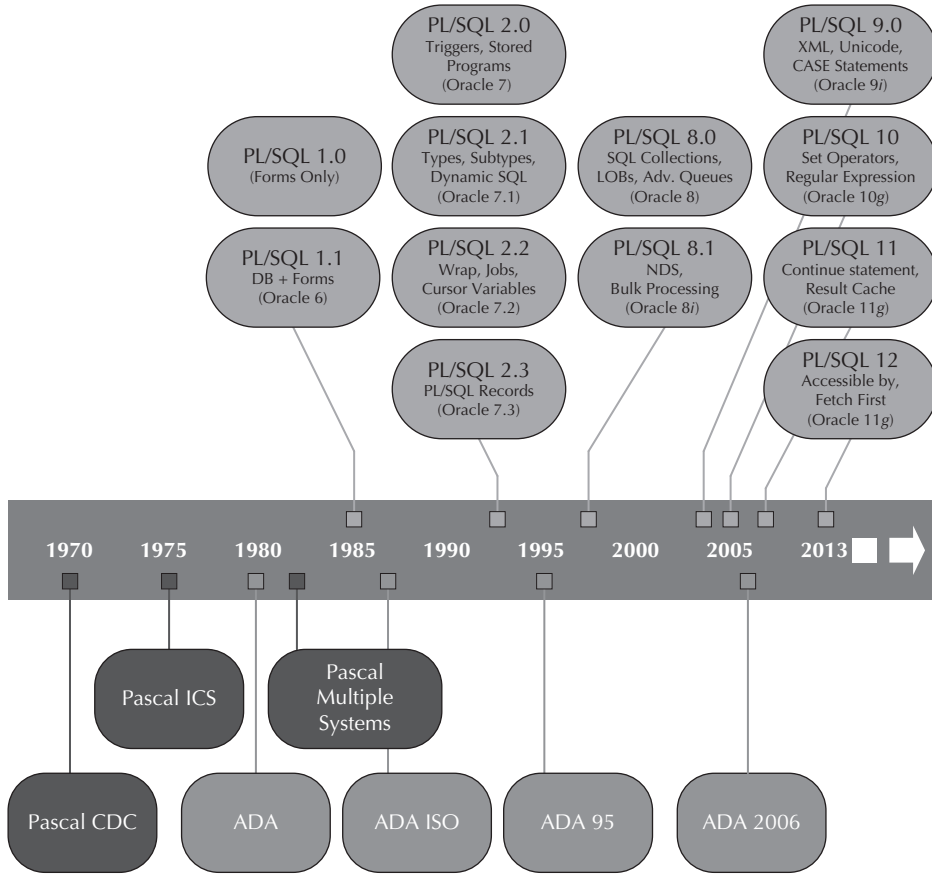 PL/SQL 1.0
(Forms Only)
PL/SQL 1.1
DB + Forms
(Oracle 6)
PL/SQL 2.0
Triggers, Stored
Programs
(Oracle 7)
PL/SQL 2.1
Types, Subtypes,
Dynamic SQL
(Oracle 7.1)
PL/SQL 2.2
Wrap, Jobs,
Cursor Variables
(Oracle 7.2)
PL/SQL 2.3
PL/SQL Records
(Oracle 7.3)
PL/SQL 8.0
SQL Collections,
LOBs, Adv. Queues
(Oracle 8)
PL/SQL 8.1
NDS,
Bulk Processing
(Oracle 8i)
PL/SQL 9.0
XML, Unicode,
CASE Statements
(Oracle 9i)
PL/SQL 10
Set Operators,
Regular Expression
(Oracle 10g)
PL/SQL 11
Continue statement,
Result Cache
(Oracle 11g)
PL/SQL 12
Accessible by,
Fetch First
(Oracle 11g)
1970 1975 1980 1985 1990 1995 2000 2005 2013
Pascal ICS
Pascal
Multiple
Systems
Pascal CDC
ADA
ADA ISO
ADA 95
ADA 2006